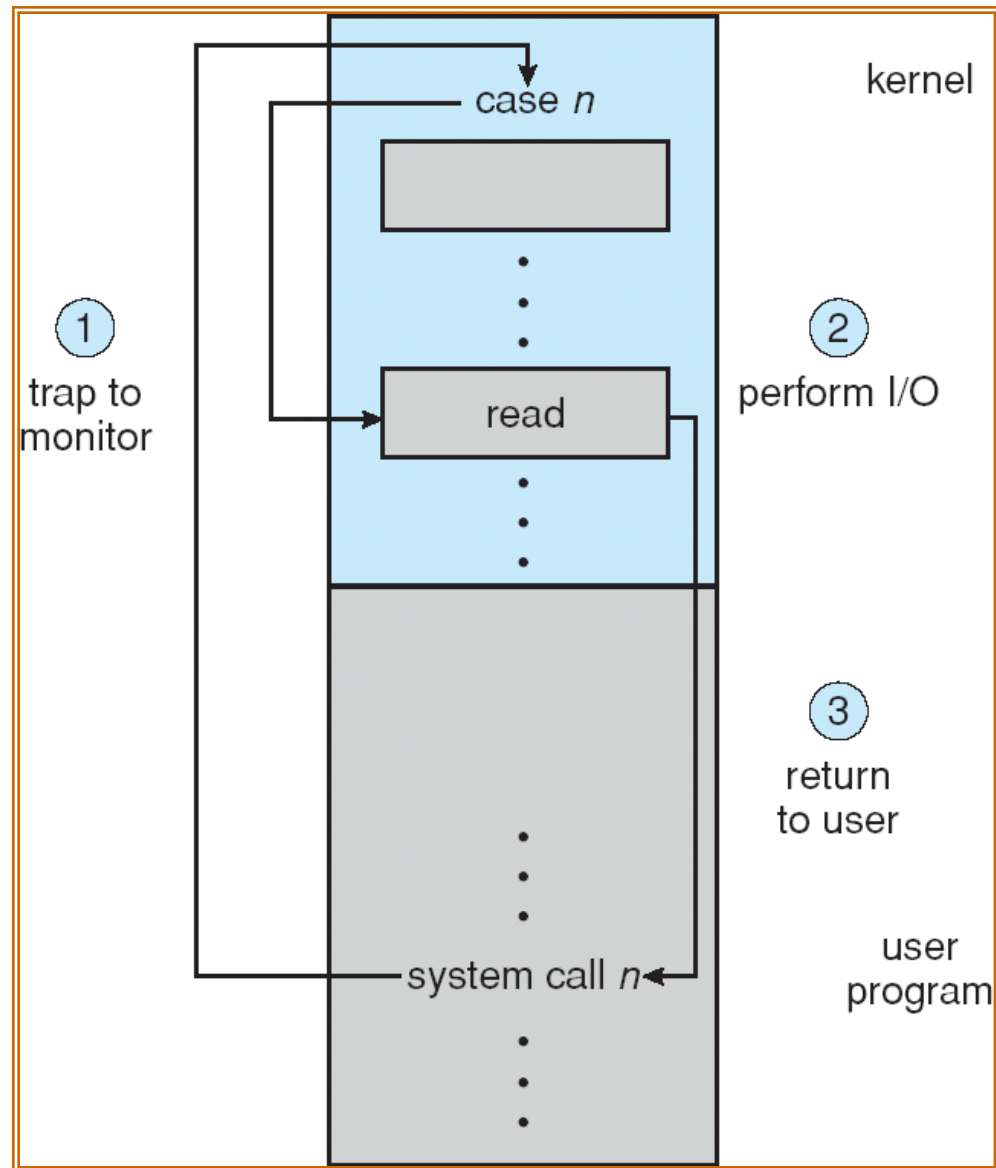 kernel
case n
1
trap to
monitor
2
perform I/O
read
3
return
to user
system call n
user
program